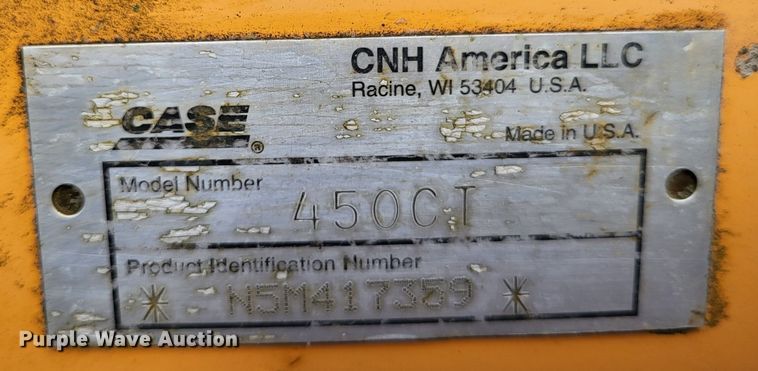 CNH America LLC
Racine, WI 53404 U.S.A.
CASE ®
Made in U.S.A.
Model Number
450CT
Product Identification Number
* N5M417359 *
Purple Wave Auction